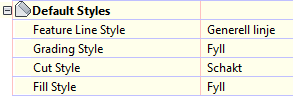 Default Styles
Feature Line Style Generell linje
Grading Style Fyll
Cut Style Schakt
Fill Style Fyll